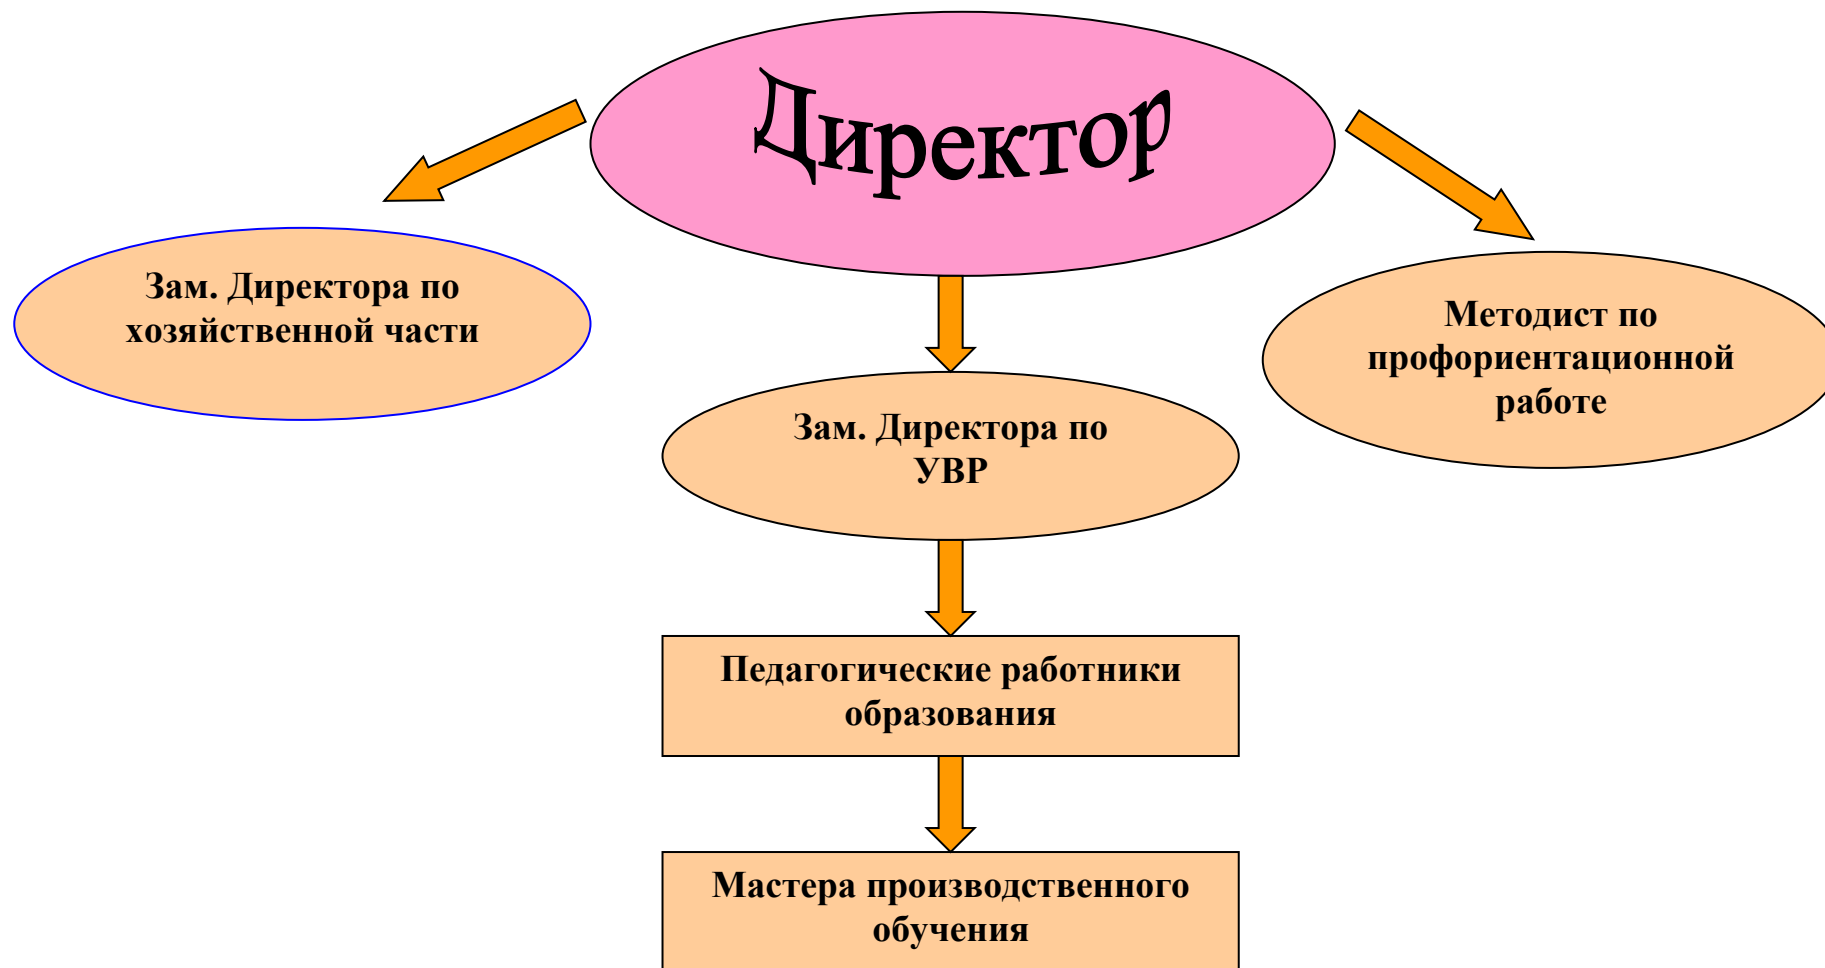 Директор
Зам. Директора по
хозяйственной части
Методист по
профориентационной
работе
Зам. Директора по
УВР
Педагогические работники
образования
Мастера производственного
обучения